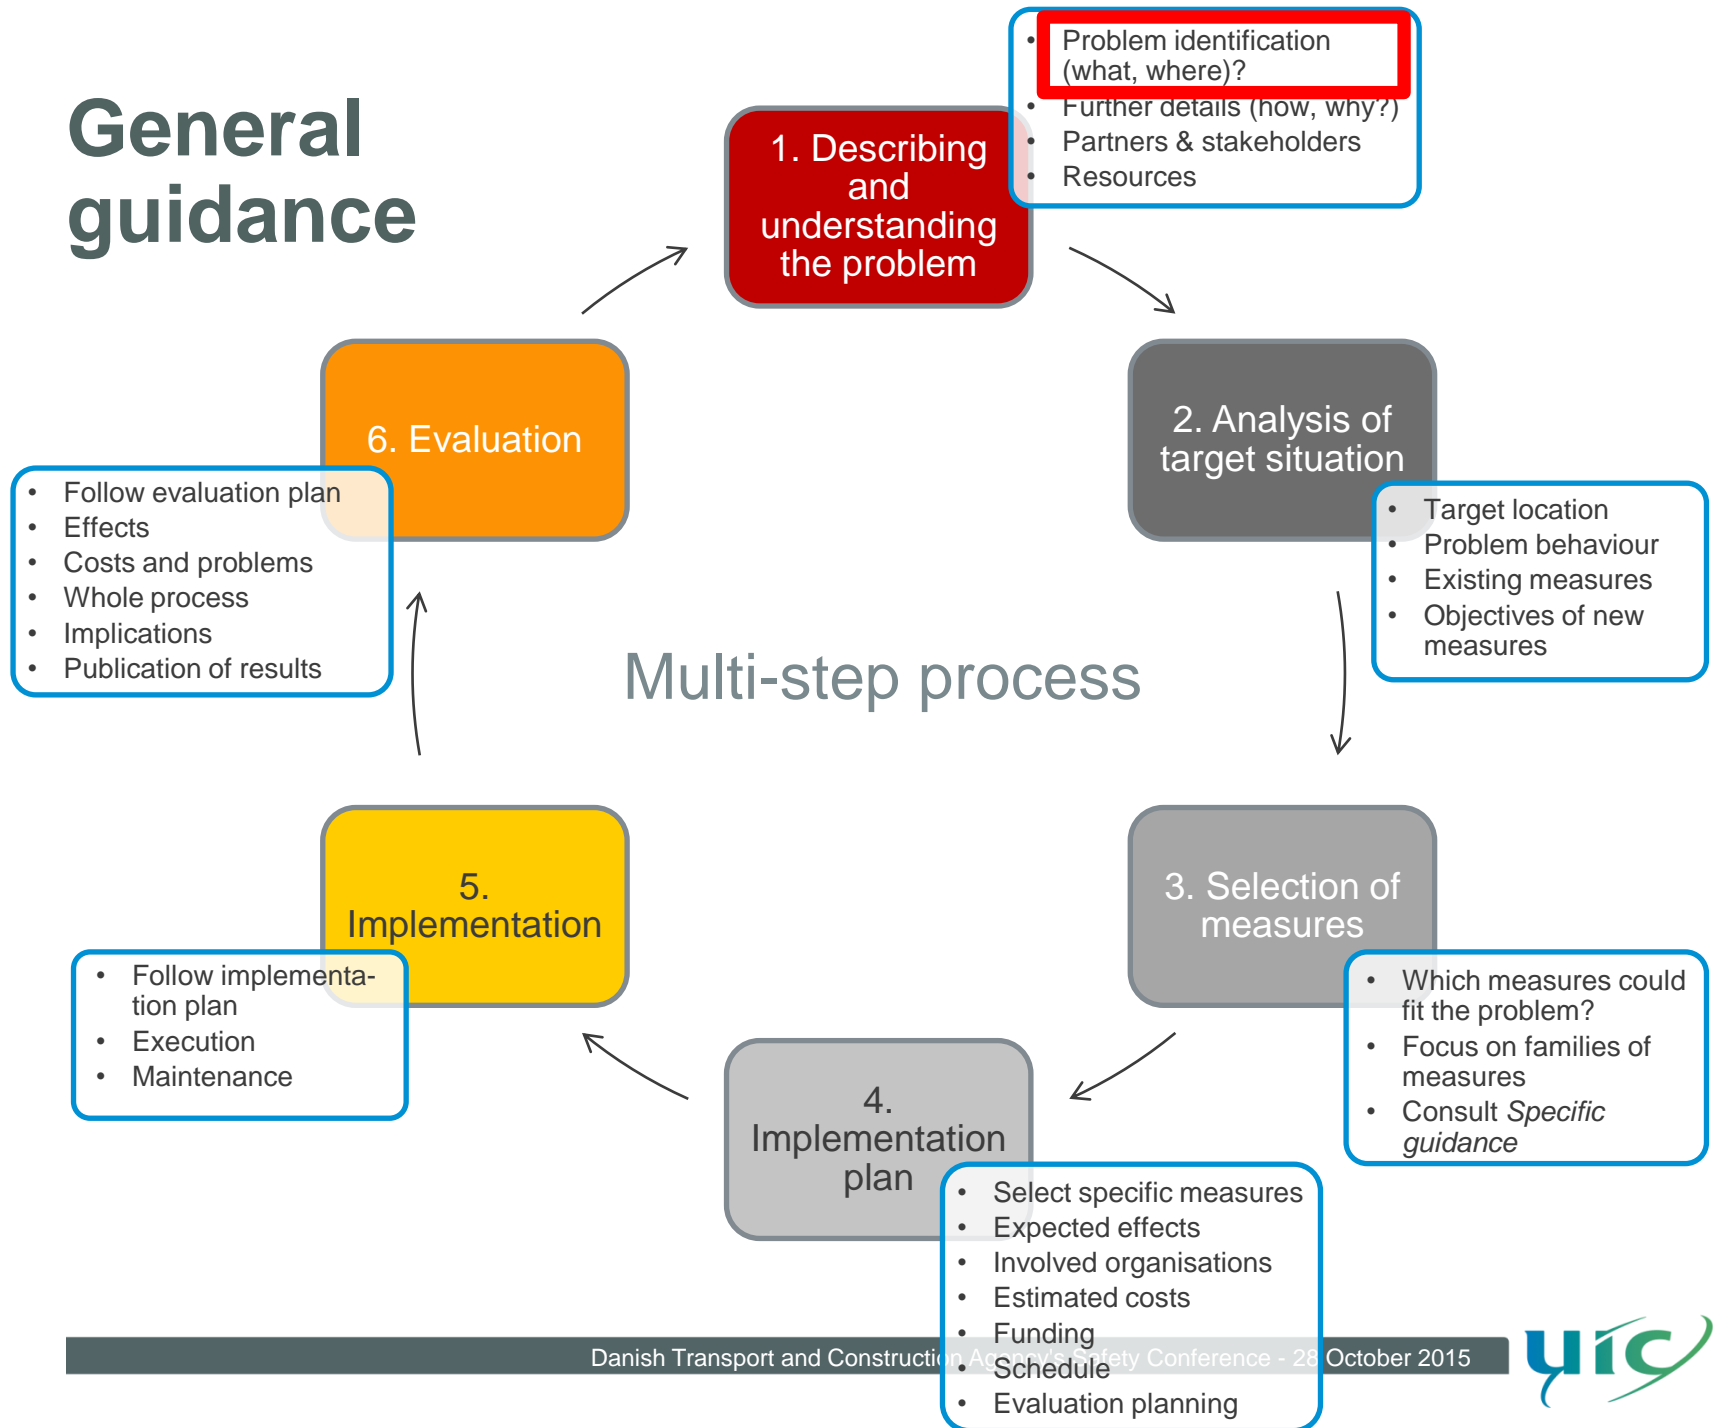 General
guidance
• Problem identification
(what, where)?
• Further details (how, why?)
• Partners & stakeholders
• Resources
1. Describing
and
understanding
the problem
2. Analysis of
target situation
• Target location
• Problem behaviour
• Existing measures
• Objectives of new
measures
3. Selection of
measures
• Which measures could
fit the problem?
• Focus on families of
measures
• Consult Specific
guidance
4.
Implementation
plan
• Select specific measures
• Expected effects
• Involved organisations
• Estimated costs
• Funding
• Schedule
• Evaluation planning
5.
Implementation
• Follow implementa-
tion plan
• Execution
• Maintenance
6. Evaluation
• Follow evaluation plan
• Effects
• Costs and problems
• Whole process
• Implications
• Publication of results
Multi-step process
Danish Transport and Construction Agency's Safety Conference - 28 October 2015
uic